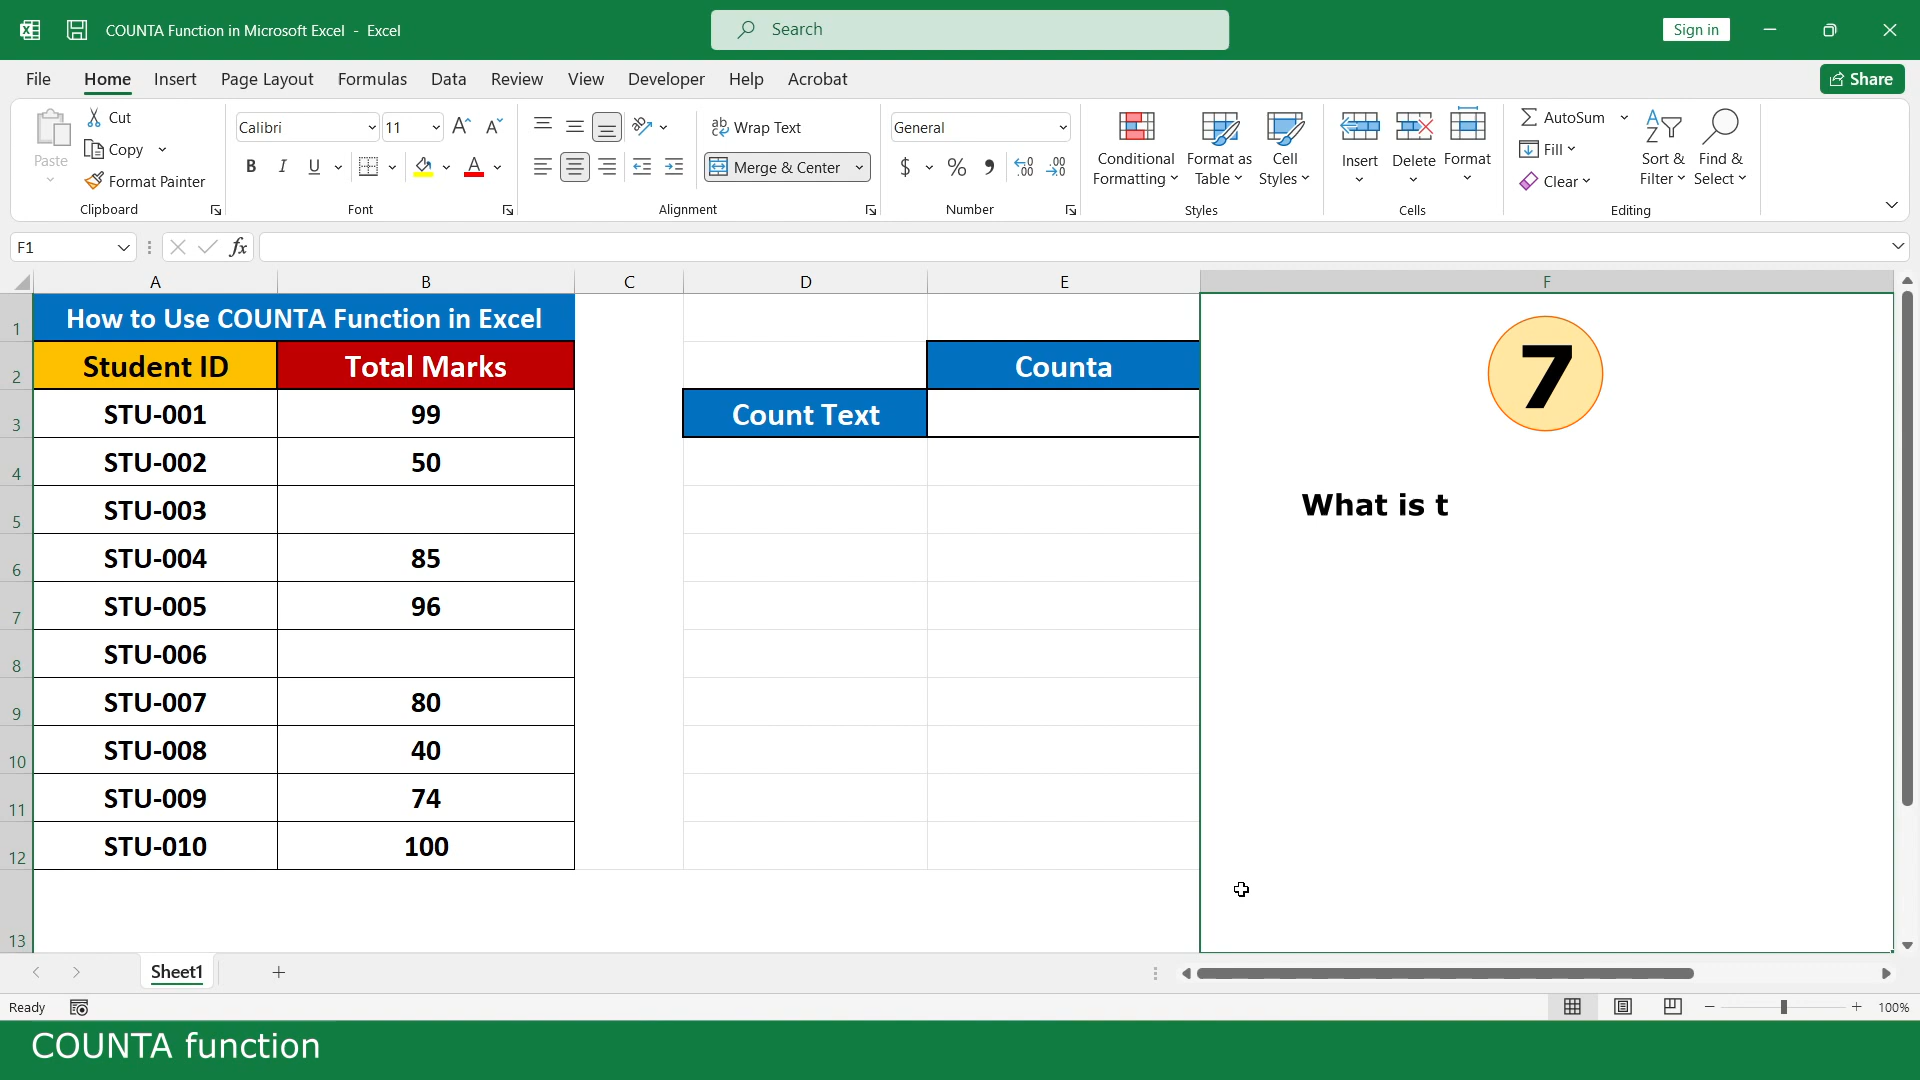 COUNTA Function in Microsoft Excel - Excel
Search
Sign in
File Home Insert Page Layout Formulas Data Review View Developer Help Acrobat
Share
Paste
Cut
Copy
Format Painter
Clipboard
Calibri 11
B I U
Font
Wrap Text
Merge & Center
Alignment
General
$ % 9
Number
Conditional Formatting
Format as Table
Cell Styles
Styles
Insert Delete Format
Cells
AutoSum
Fill
Clear
Sort & Filter
Find & Select
Editing
F1
fx
A B C D E F
1 How to Use COUNTA Function in Excel
2 Student ID Total Marks Counta
3 STU-001 99 Count Text
4 STU-002 50
5 STU-003
6 STU-004 85
7 STU-005 96
8 STU-006
9 STU-007 80
10 STU-008 40
11 STU-009 74
12 STU-010 100
13
7
What is t
Sheet1
Ready
100%
COUNTA function